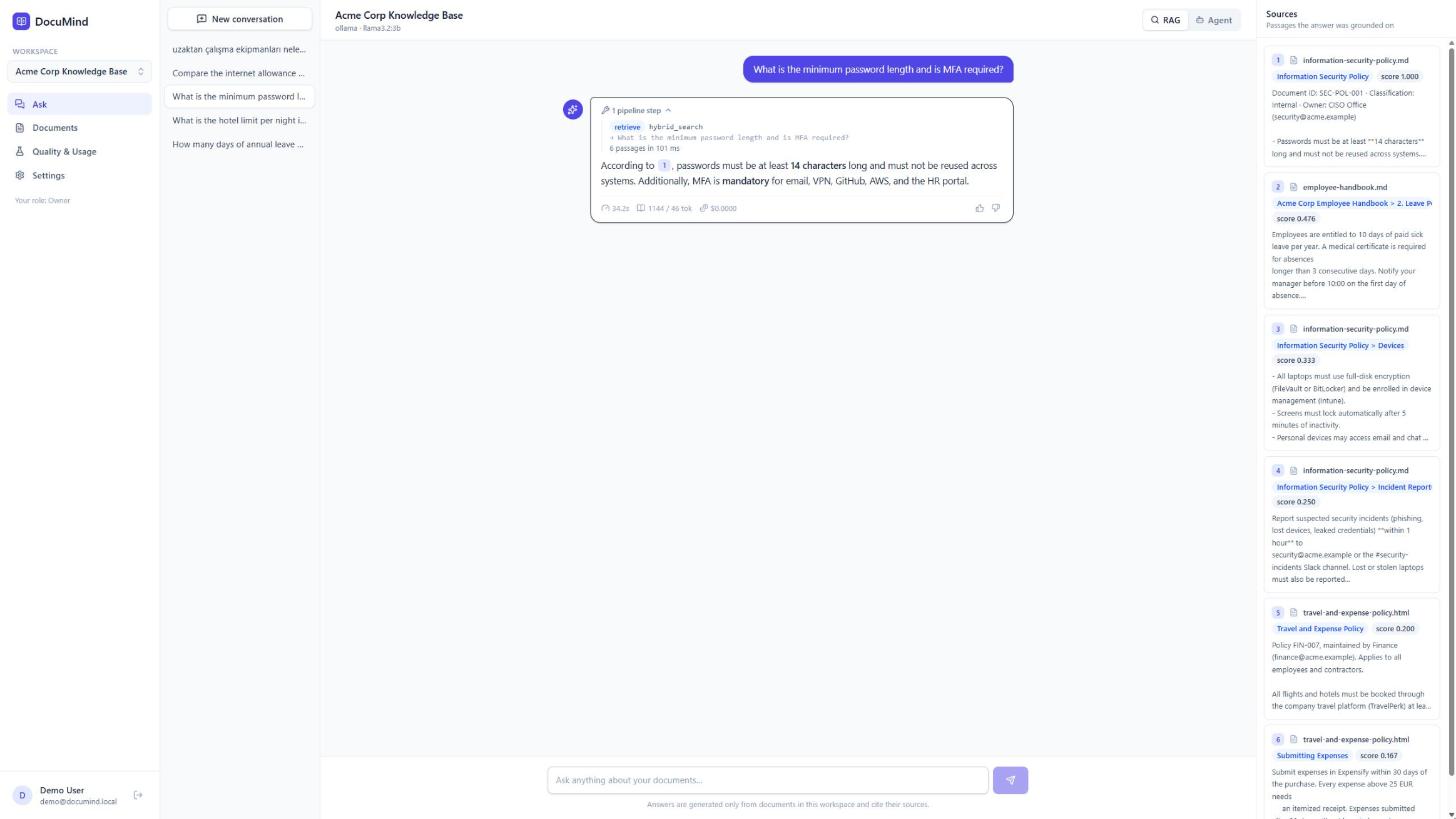 DocuMind
WORKSPACE
Acme Corp Knowledge Base
Ask
Documents
Quality & Usage
Settings
Your role: Owner
D
Demo User
demo@documind.local
New conversation
uzaktan çalışma ekipmanları nele...
Compare the internet allowance ...
What is the minimum password l...
What is the hotel limit per night i...
How many days of annual leave ...
Acme Corp Knowledge Base
ollama · llama3.2:3b
RAG
Agent
What is the minimum password length and is MFA required?
1 pipeline step
retrieve hybrid_search
What is the minimum password length and is MFA required?
6 passages in 101 ms
According to 1, passwords must be at least 14 characters long and must not be reused across
systems. Additionally, MFA is mandatory for email, VPN, GitHub, AWS, and the HR portal.
34.2s 1144 / 46 tok $0.0000
Ask anything about your documents...
Answers are generated only from documents in this workspace and cite their sources.
Sources
Passages the answer was grounded on
1 information-security-policy.md
Information Security Policy score 1.000
Document ID: SEC-POL-001 · Classification:
Internal · Owner: CISO Office
(security@acme.example)
- Passwords must be at least **14 characters**
long and must not be reused across systems....
2 employee-handbook.md
Acme Corp Employee Handbook > 2. Leave P
score 0.476
Employees are entitled to 10 days of paid sick
leave per year. A medical certificate is required
for absences
longer than 3 consecutive days. Notify your
manager before 10:00 on the first day of
absence....
3 information-security-policy.md
Information Security Policy > Devices
score 0.333
- All laptops must use full-disk encryption
(FileVault or BitLocker) and be enrolled in device
management (Intune).
- Screens must lock automatically after 5
minutes of inactivity.
- Personal devices may access email and chat ...
4 information-security-policy.md
Information Security Policy > Incident Report
score 0.250
Report suspected security incidents (phishing,
lost devices, leaked credentials) **within 1
hour** to
security@acme.example or the #security-
incidents Slack channel. Lost or stolen laptops
must also be reported...
5 travel-and-expense-policy.html
Travel and Expense Policy score 0.200
Policy FIN-007, maintained by Finance
(finance@acme.example). Applies to all
employees and contractors.
All flights and hotels must be booked through
the company travel platform (TravelPerk) at lea...
6 travel-and-expense-policy.html
Submitting Expenses score 0.167
Submit expenses in Expensify within 30 days of
the purchase. Every expense above 25 EUR
needs
an itemized receipt. Expenses submitted